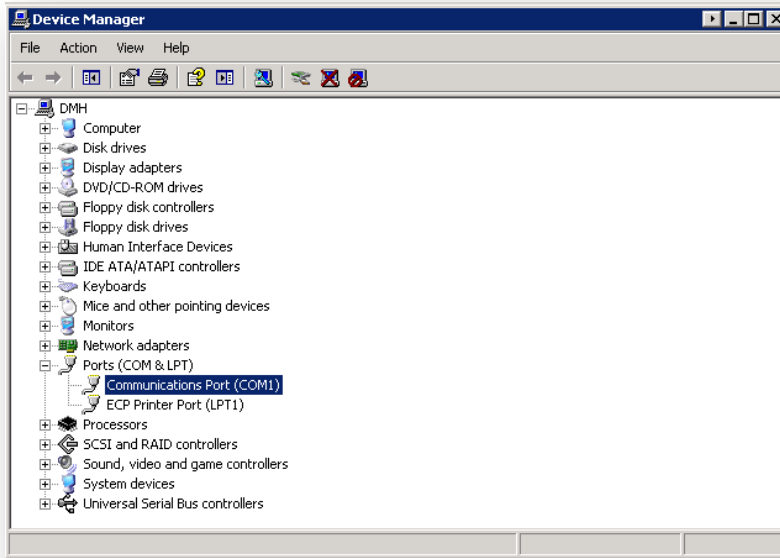 Device Manager
File Action View Help
DMH
Computer
Disk drives
Display adapters
DVD/CD-ROM drives
Floppy disk controllers
Floppy disk drives
Human Interface Devices
IDE ATA/ATAPI controllers
Keyboards
Mice and other pointing devices
Monitors
Network adapters
Ports (COM & LPT)
Communications Port (COM1)
ECP Printer Port (LPT1)
Processors
SCSI and RAID controllers
Sound, video and game controllers
System devices
Universal Serial Bus controllers